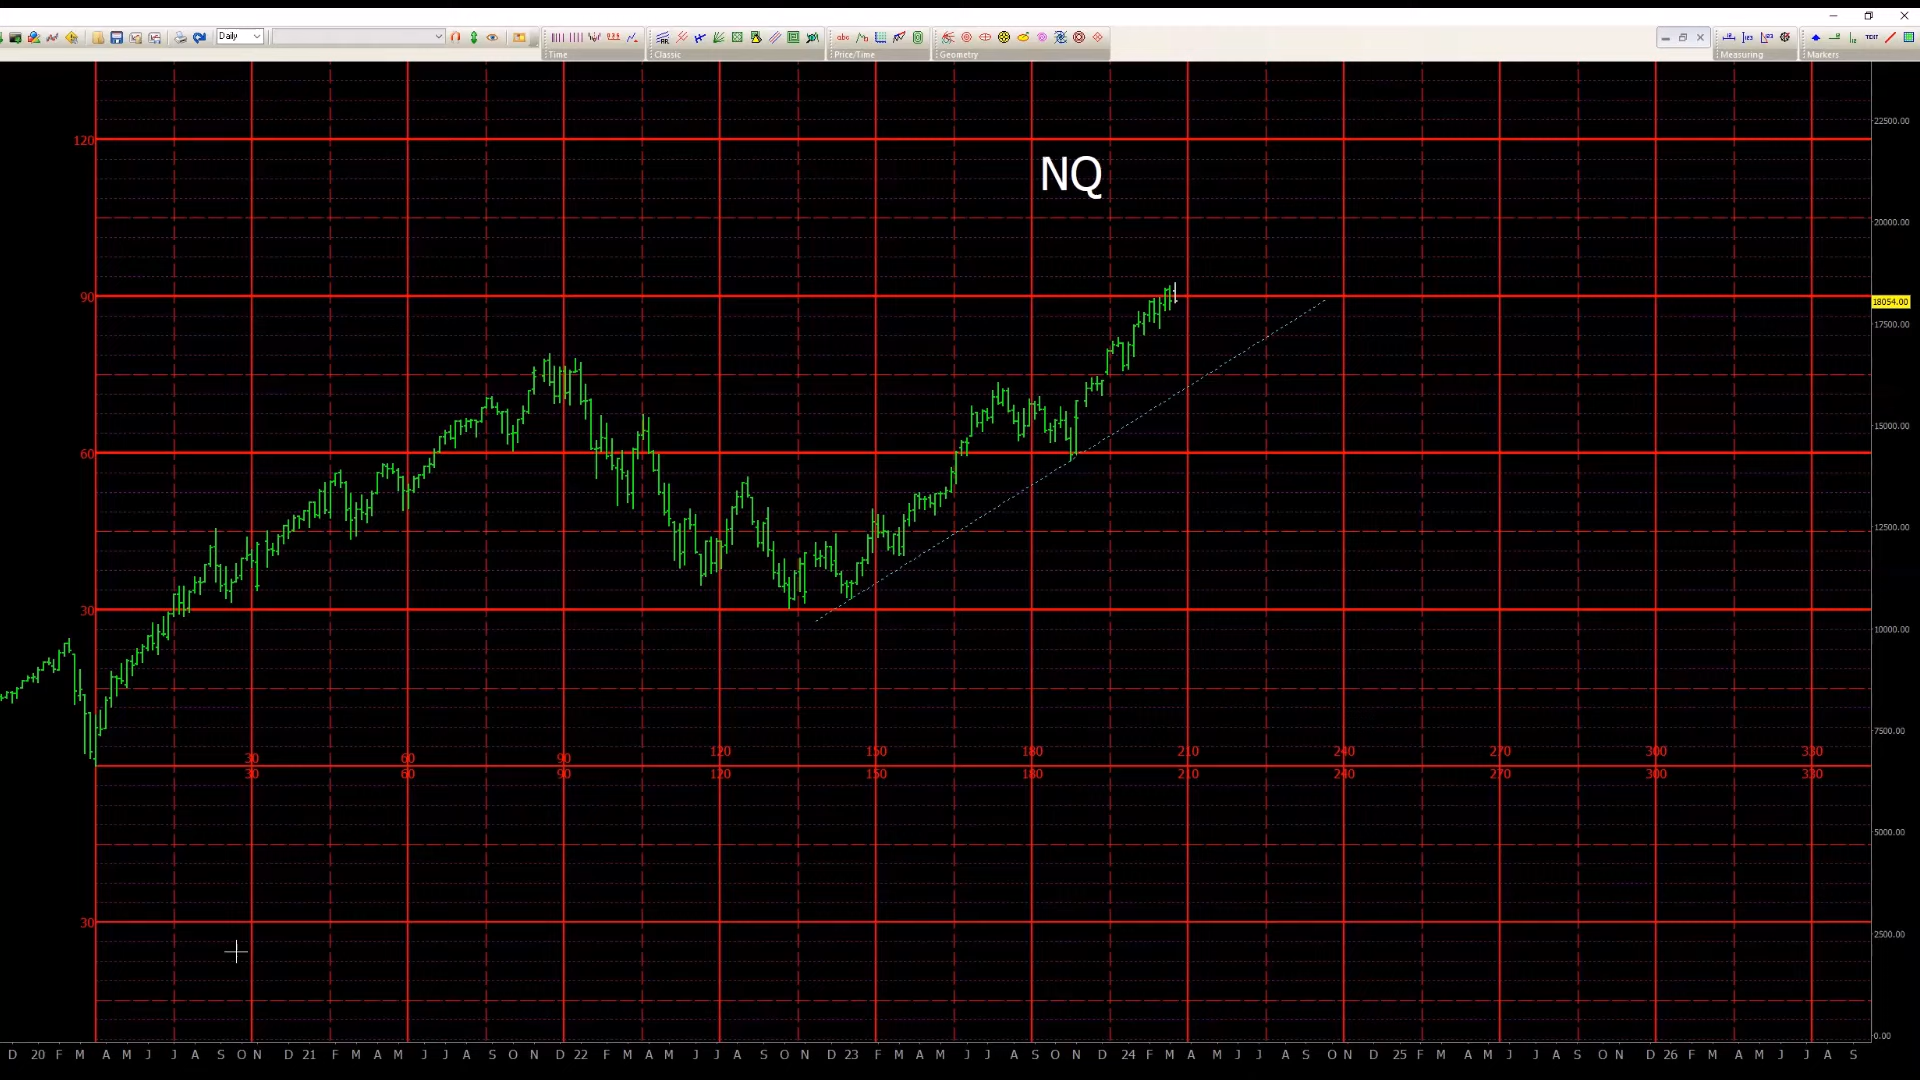 Daily
Time
Classic
Price/Time
Geometry
Measuring
TEXT
Markers
NQ
120
90
60
30
30
22500.00
20000.00
18054.00
17500.00
15000.00
12500.00
10000.00
7500.00
5000.00
2500.00
0.00
30 60 90 120 150 180 210 240 270 300 330
30 60 90 120 150 180 210 240 270 300 330
D 20 F M A M J J A S O N D 21 F M A M J J A S O N D 22 F M A M J J A S O N D 23 F M A M J J A S O N D 24 F M A M J J A S O N D 25 F M A M J J A S O N D 26 F M A M J J A S